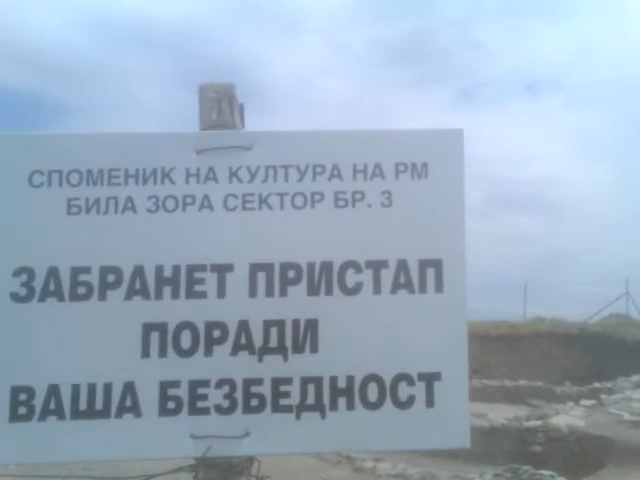 СПОМЕНИК НА КУЛТУРА НА РМ
БИЛА ЗОРА СЕКТОР БР. 3
ЗАБРАНЕТ ПРИСТАП
ПОРАДИ
ВАША БЕЗБЕДНОСТ